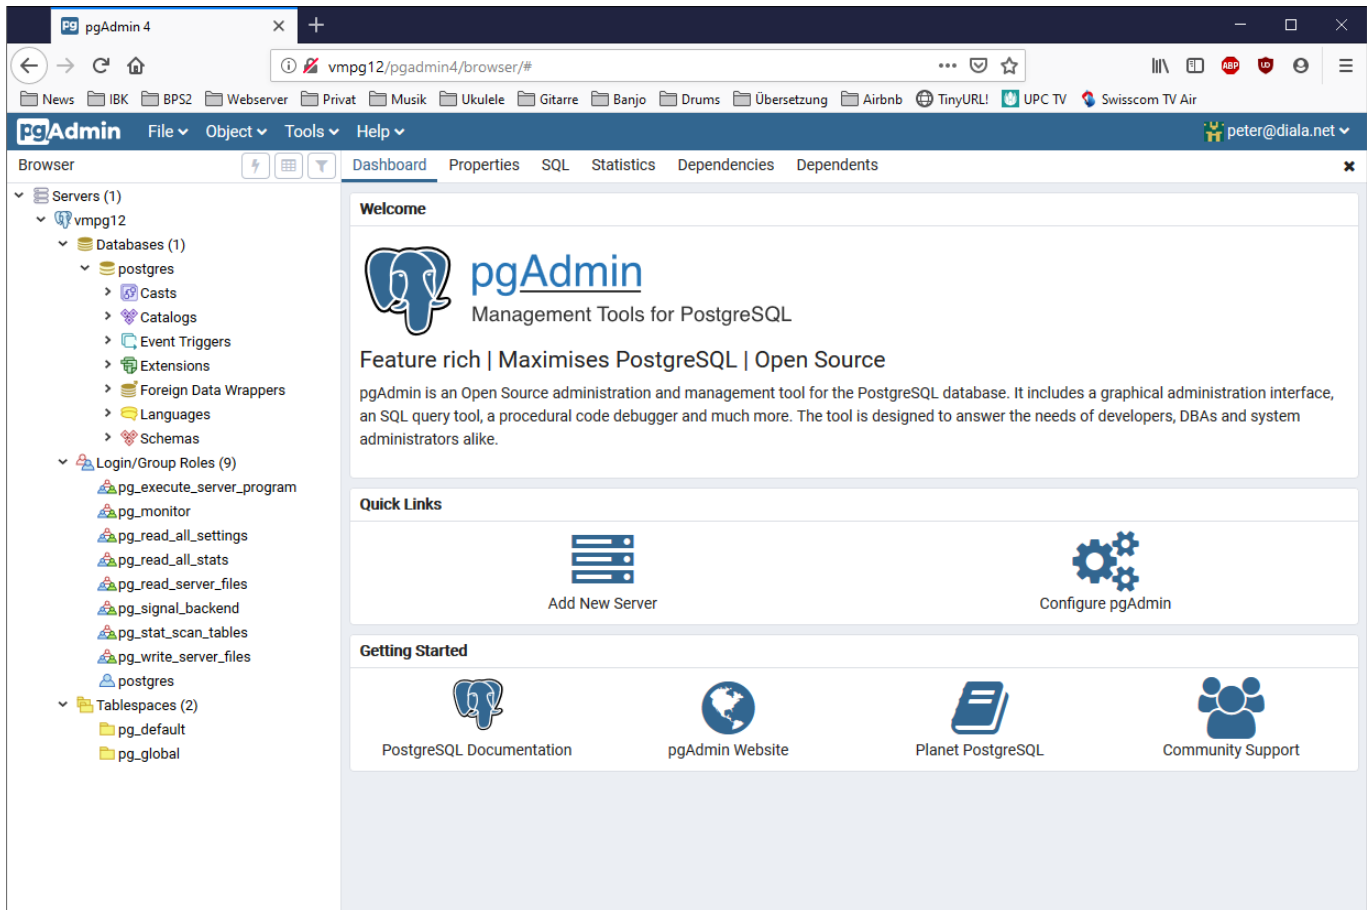 pgAdmin 4
vmpg12/pgadmin4/browser/#
News IBK BPS2 Webserver Privat Musik Ukulele Gitarre Banjo Drums Übersetzung Airbnb TinyURL! UPC TV Swisscom TV Air
pgAdmin File Object Tools Help peter@diala.net
Browser
Dashboard Properties SQL Statistics Dependencies Dependents
Servers (1)
vmpg12
Databases (1)
postgres
Casts
Catalogs
Event Triggers
Extensions
Foreign Data Wrappers
Languages
Schemas
Login/Group Roles (9)
pg_execute_server_program
pg_monitor
pg_read_all_settings
pg_read_all_stats
pg_read_server_files
pg_signal_backend
pg_stat_scan_tables
pg_write_server_files
postgres
Tablespaces (2)
pg_default
pg_global
Welcome
pgAdmin
Management Tools for PostgreSQL
Feature rich | Maximises PostgreSQL | Open Source
pgAdmin is an Open Source administration and management tool for the PostgreSQL database. It includes a graphical administration interface,
an SQL query tool, a procedural code debugger and much more. The tool is designed to answer the needs of developers, DBAs and system
administrators alike.
Quick Links
Add New Server Configure pgAdmin
Getting Started
PostgreSQL Documentation pgAdmin Website Planet PostgreSQL Community Support